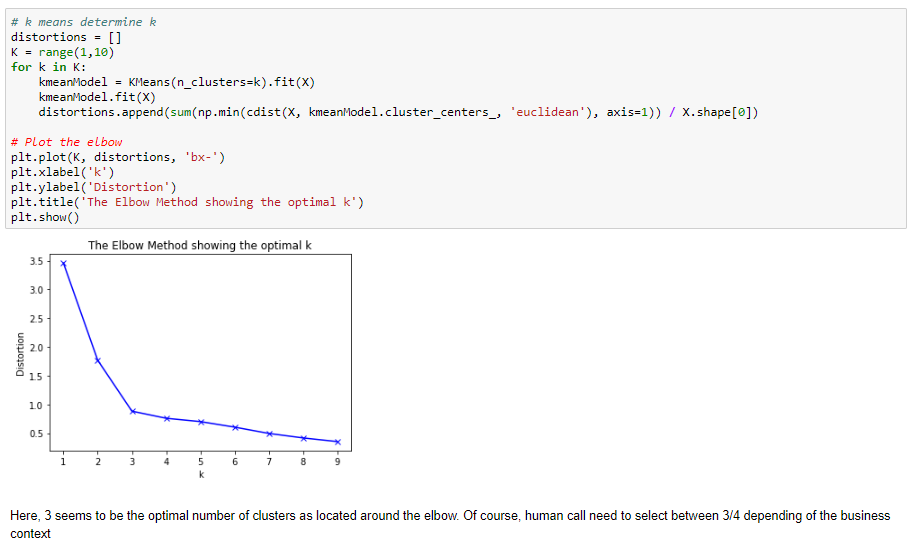 # k means determine k
distortions = []
K = range(1,10)
for k in K:
    kmeanModel = KMeans(n_clusters=k).fit(X)
    kmeanModel.fit(X)
    distortions.append(sum(np.min(cdist(X, kmeanModel.cluster_centers_, 'euclidean'), axis=1)) / X.shape[0])
# Plot the elbow
plt.plot(K, distortions, 'bx-')
plt.xlabel('k')
plt.ylabel('Distortion')
plt.title('The Elbow Method showing the optimal k')
plt.show()
The Elbow Method showing the optimal k
3.5
3.0
2.5
2.0
1.5
1.0
0.5
Distortion
1 2 3 4 5 6 7 8 9
k
Here, 3 seems to be the optimal number of clusters as located around the elbow. Of course, human call need to select between 3/4 depending of the business
context